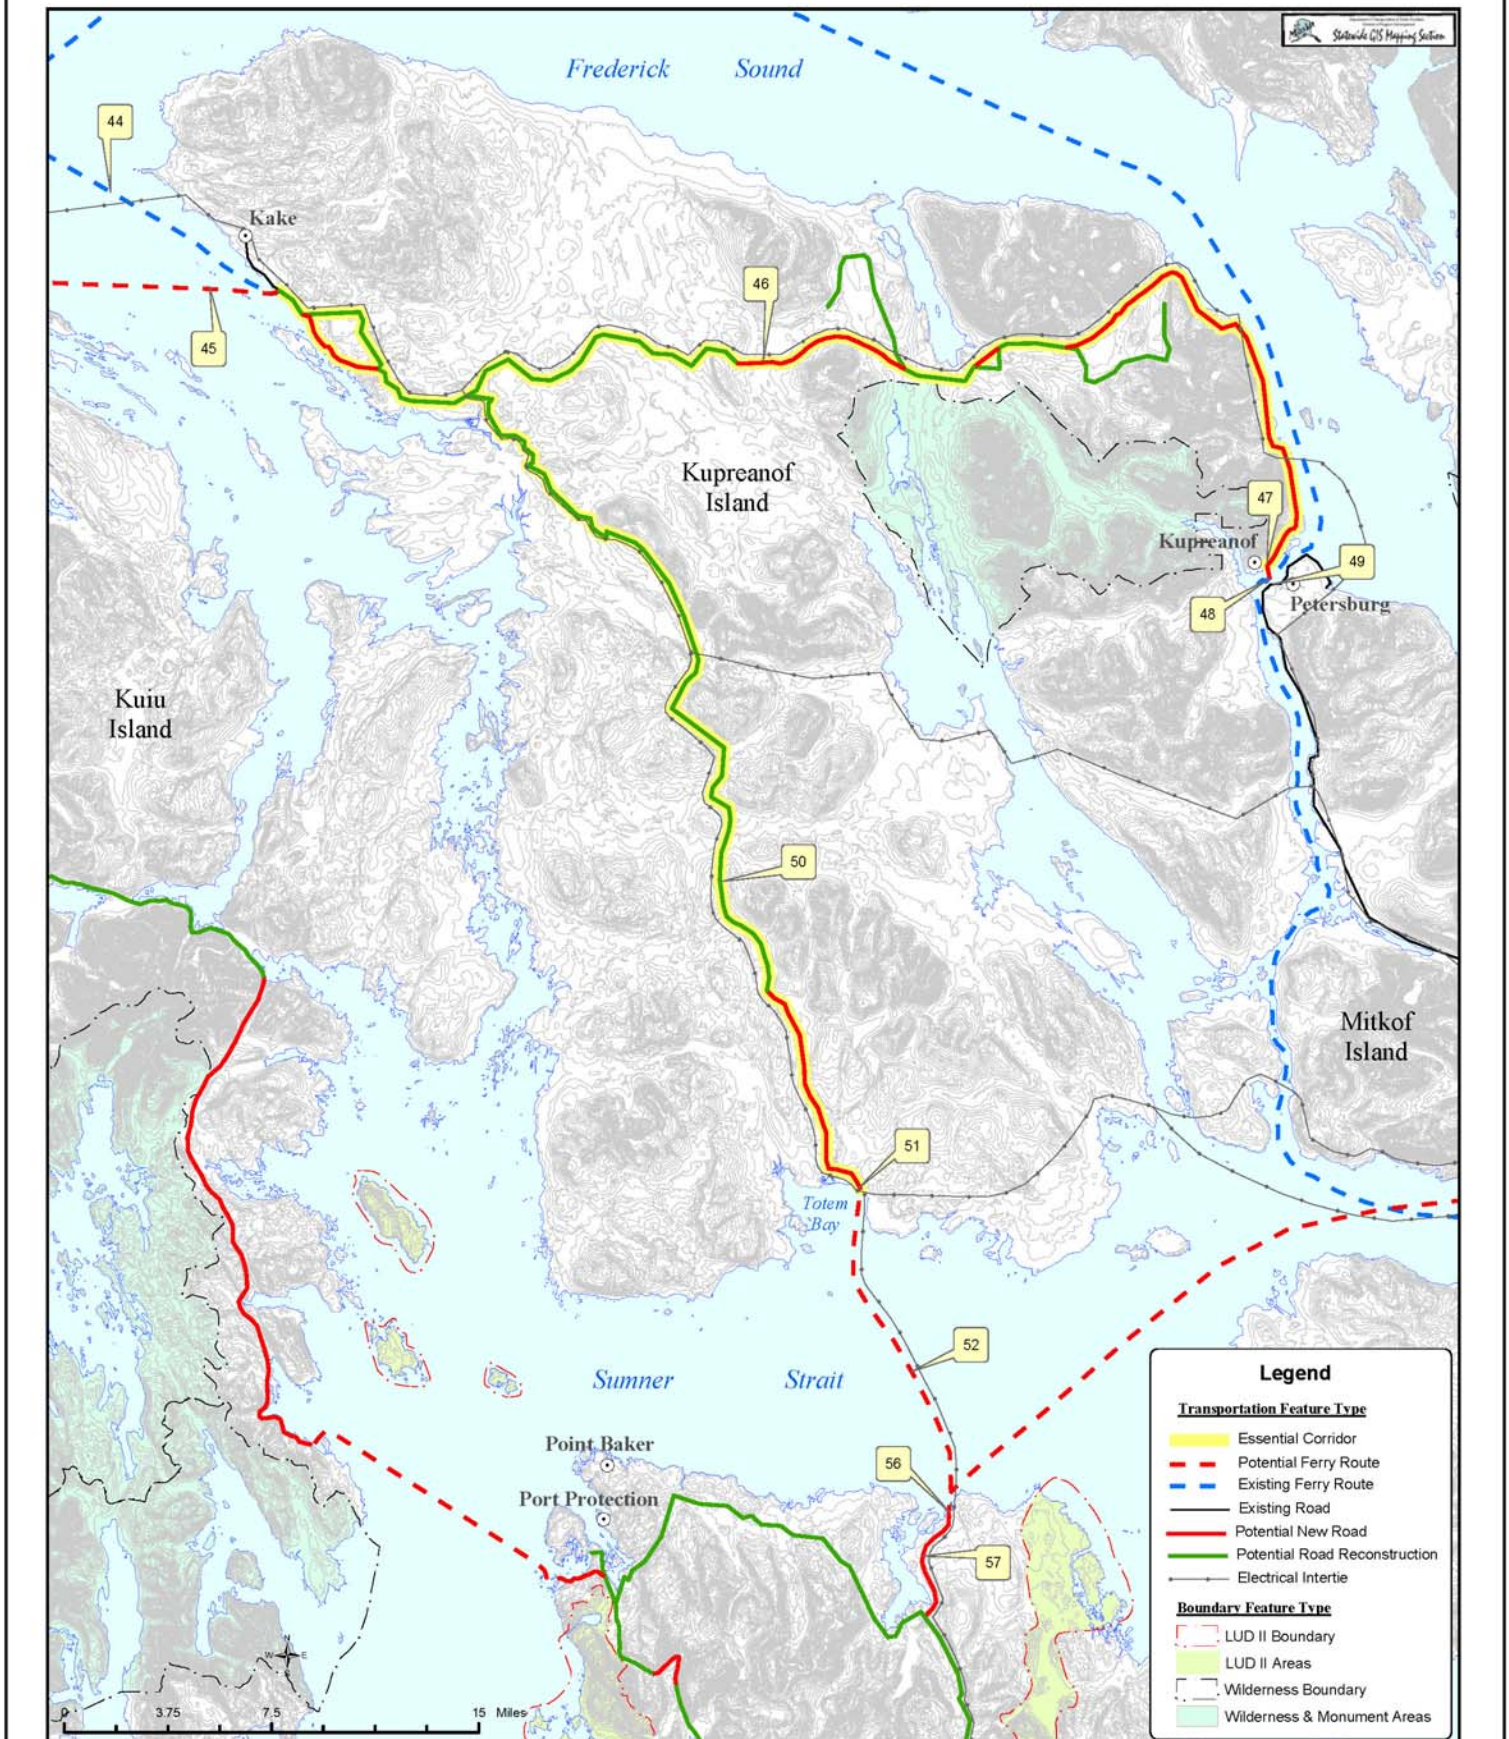 Statewide GIS Mapping Section
Frederick Sound
44
Kake
46
45
Kupreanof
Island
47
Kupreanof
49
48
Petersburg
Kuiu
Island
50
Mitkof
Island
51
Totem
Bay
52
Sumner Strait
Point Baker
56
Port Protection
57
N
W E
S
0 3.75 7.5 15 Miles
Legend
Transportation Feature Type
Essential Corridor
Potential Ferry Route
Existing Ferry Route
Existing Road
Potential New Road
Potential Road Reconstruction
Electrical Intertie
Boundary Feature Type
LUD II Boundary
LUD II Areas
Wilderness Boundary
Wilderness & Monument Areas